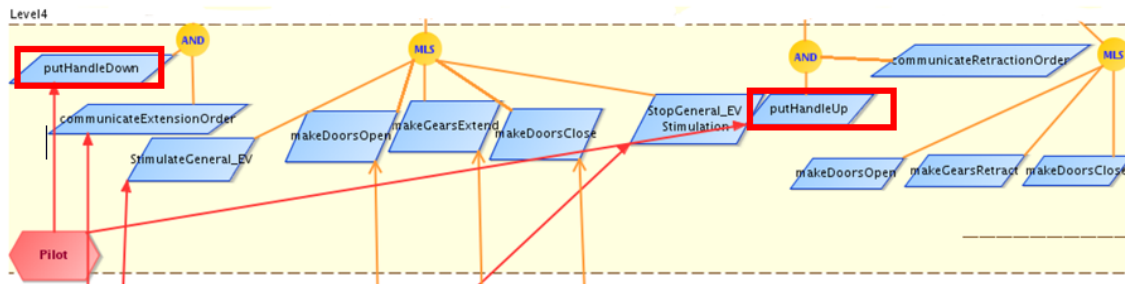 Level4
AND
MLS
AND
communicateRetractionOrder
MLS
putHandleDown
communicateExtensionOrder
StimulateGeneral_EV
makeDoorsOpen
makeGearsExtend
makeDoorsClose
StopGeneral_EV
Stimulation
putHandleUp
makeDoorsOpen
makeGearsRetract
makeDoorsClose
Pilot